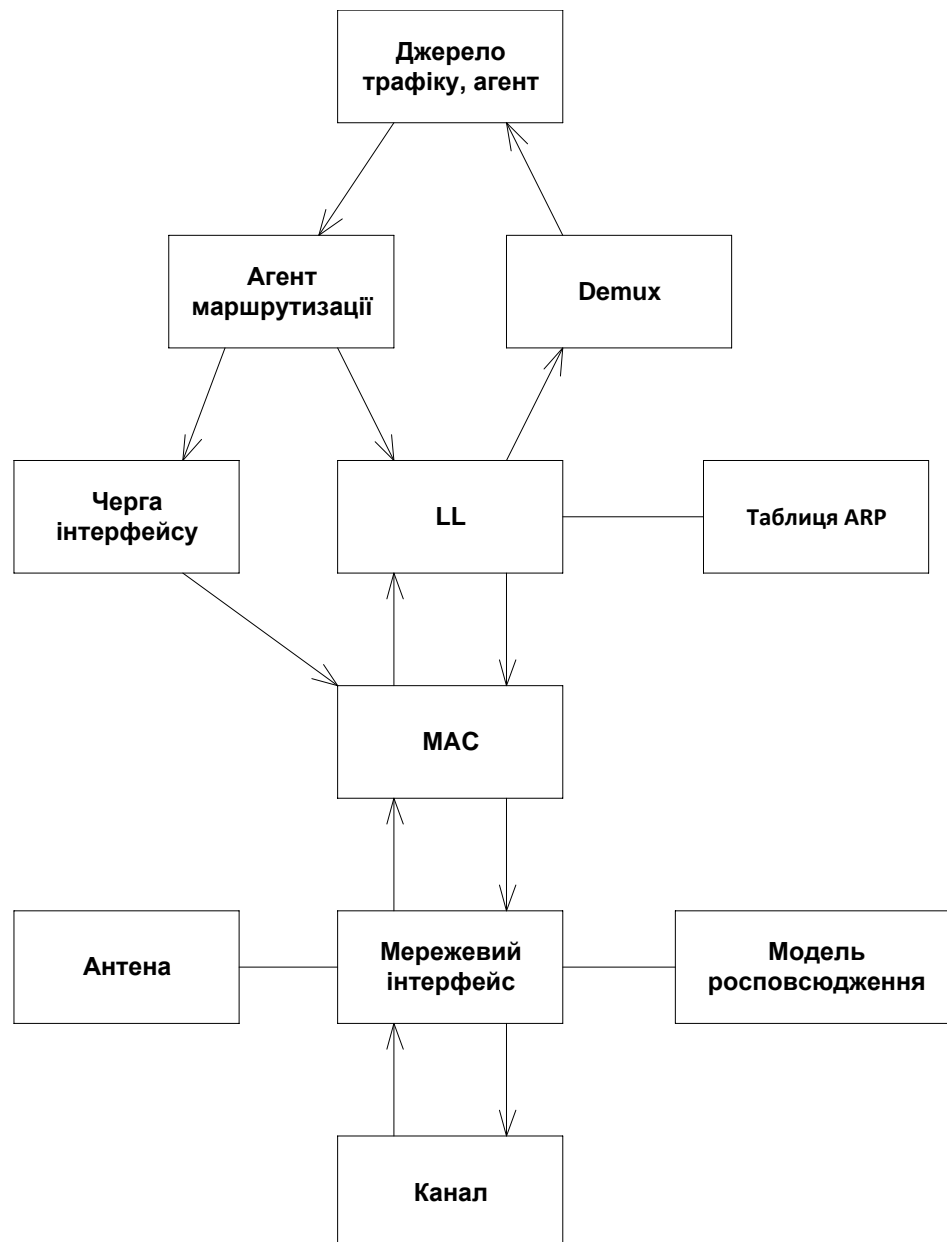 Джерело
трафіку, агент
Агент
маршрутизації
Demux
Черга
інтерфейсу
LL
Таблиця ARP
MAC
Антена
Мережевий
інтерфейс
Модель
росповсюдження
Канал